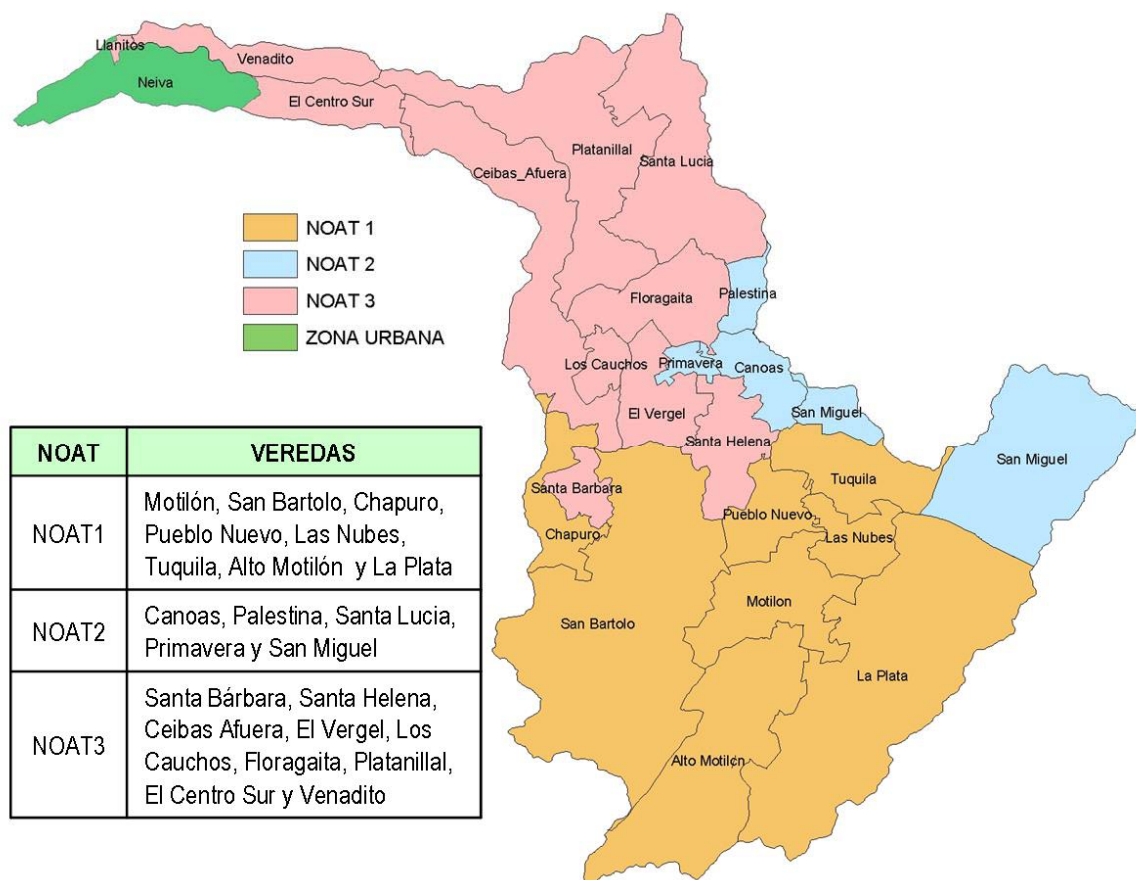 Llanitos
Venadito
Neiva
El Centro Sur
Platanillal
Santa Lucia
Ceibas_Afuera
NOAT 1
NOAT 2
NOAT 3
ZONA URBANA
Palestina
Floragaita
Los Cauchos
Primavera
Canoas
El Vergel
San Miguel
Santa Helena
San Miguel
Tuquila
Santa Barbara
Pueblo Nuevo
Chapuro
Las Nubes
Motilon
San Bartolo
La Plata
Alto Motilón
NOAT
VEREDAS
NOAT1
Motilón, San Bartolo, Chapuro,
Pueblo Nuevo, Las Nubes,
Tuquila, Alto Motilón y La Plata
NOAT2
Canoas, Palestina, Santa Lucia,
Primavera y San Miguel
NOAT3
Santa Bárbara, Santa Helena,
Ceibas Afuera, El Vergel, Los
Cauchos, Floragaita, Platanillal,
El Centro Sur y Venadito